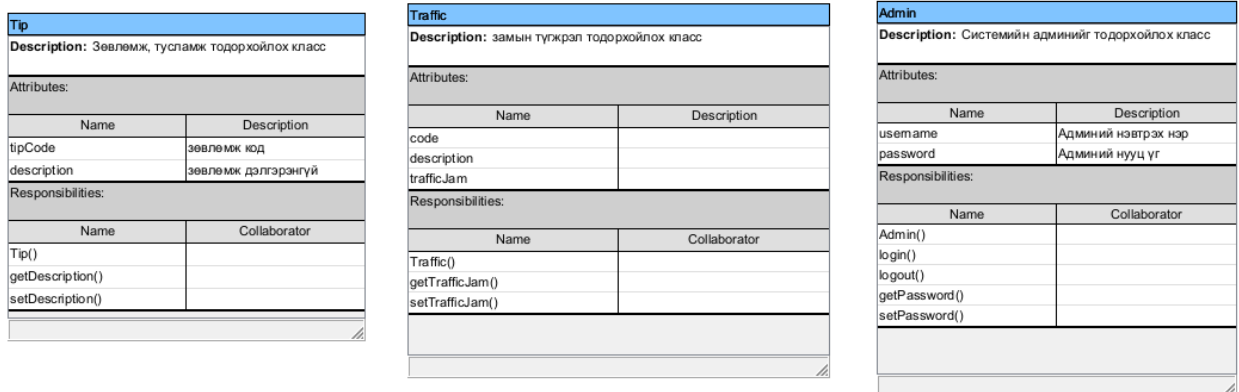 Tip
Description: Зөвлөмж, тусламж тодорхойлох класс
Attributes:
Name Description
tipCode зөвлөмж код
description зөвлөмж дэлгэрэнгүй
Responsibilities:
Name Collaborator
Tip()
getDescription()
setDescription()
Traffic
Description: замын түгжрэл тодорхойлох класс
Attributes:
Name Description
code
description
trafficJam
Responsibilities:
Name Collaborator
Traffic()
getTrafficJam()
setTrafficJam()
Admin
Description: Системийн админийг тодорхойлох класс
Attributes:
Name Description
username Админий нэвтрэх нэр
password Админий нууц үг
Responsibilities:
Name Collaborator
Admin()
login()
logout()
getPassword()
setPassword()